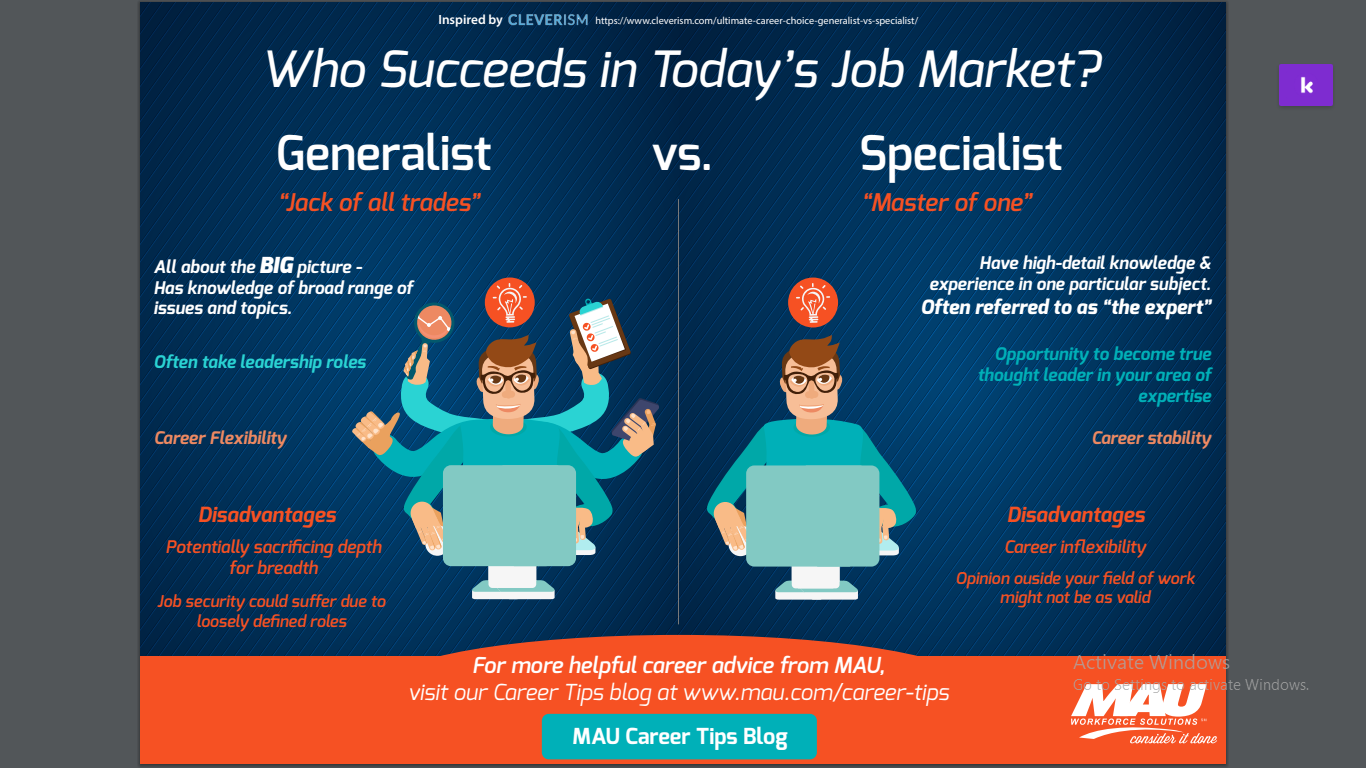 Inspired by CLEVERISM https://www.cleverism.com/ultimate-career-choice-generalist-vs-specialist/
Who Succeeds in Today's Job Market?
Generalist vs. Specialist
“Jack of all trades”
All about the BIG picture -
Has knowledge of broad range of
issues and topics.
Often take leadership roles
Career Flexibility
Disadvantages
Potentially sacrificing depth
for breadth
Job security could suffer due to
loosely defined roles
“Master of one”
Have high-detail knowledge &
experience in one particular subject.
Often referred to as “the expert”
Opportunity to become true
thought leader in your area of
expertise
Career stability
Disadvantages
Career inflexibility
Opinion ouside your field of work
might not be as valid
For more helpful career advice from MAU,
visit our Career Tips blog at www.mau.com/career-tips
MAU Career Tips Blog
MAU
WORKFORCE SOLUTIONS SM
consider it done
k
Activate Windows
Go to Settings to activate Windows.